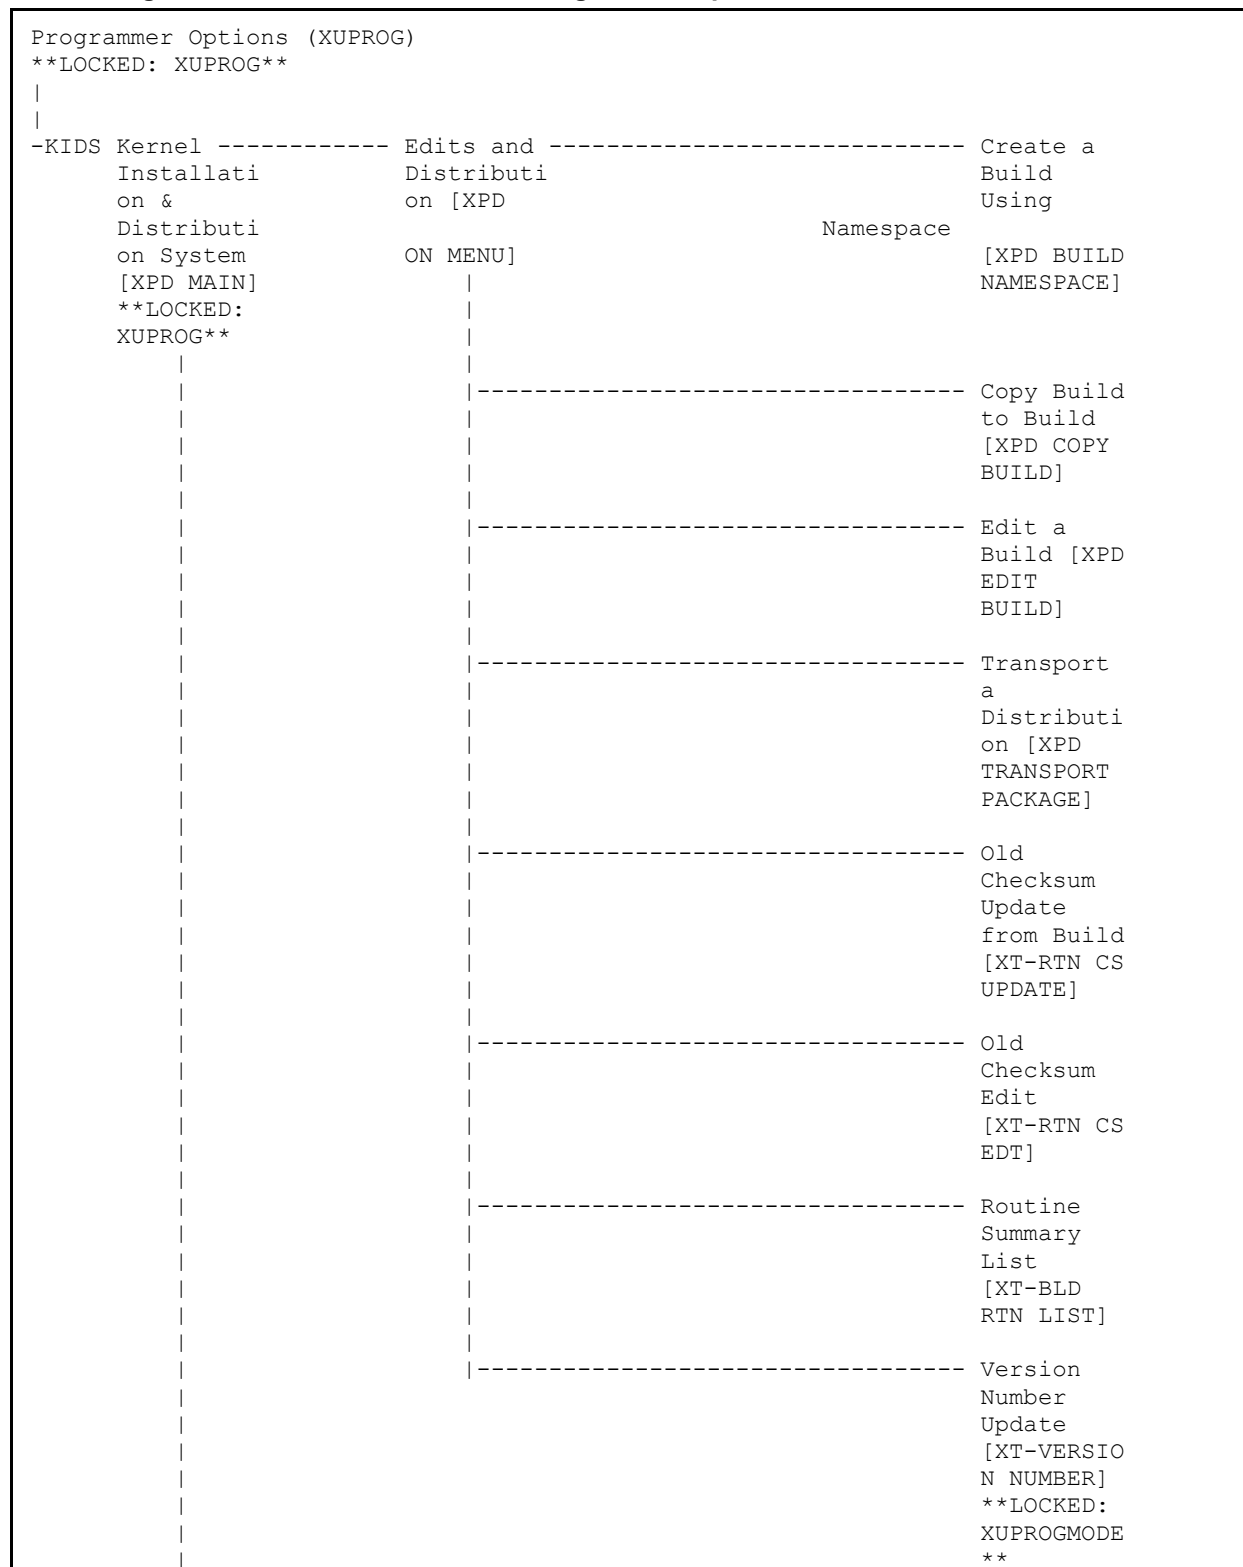 Programmer Options (XUPROG)
**LOCKED: XUPROG**
|
|
-KIDS Kernel ------------ Edits and ----------------------------- Create a
      Installati          Distributi                              Build
      on &                on [XPD                                 Using
      Distributi                                       Namespace
      on System           ON MENU]                                [XPD BUILD
      [XPD MAIN]              |                                   NAMESPACE]
      **LOCKED:               |
      XUPROG**                |
          |                   |
          |                   |---------------------------------- Copy Build
          |                   |                                   to Build
          |                   |                                   [XPD COPY
          |                   |                                   BUILD]
          |                   |
          |                   |---------------------------------- Edit a
          |                   |                                   Build [XPD
          |                   |                                   EDIT
          |                   |                                   BUILD]
          |                   |
          |                   |---------------------------------- Transport
          |                   |                                   a
          |                   |                                   Distributi
          |                   |                                   on [XPD
          |                   |                                   TRANSPORT
          |                   |                                   PACKAGE]
          |                   |
          |                   |---------------------------------- Old
          |                   |                                   Checksum
          |                   |                                   Update
          |                   |                                   from Build
          |                   |                                   [XT-RTN CS
          |                   |                                   UPDATE]
          |                   |
          |                   |---------------------------------- Old
          |                   |                                   Checksum
          |                   |                                   Edit
          |                   |                                   [XT-RTN CS
          |                   |                                   EDT]
          |                   |
          |                   |---------------------------------- Routine
          |                   |                                   Summary
          |                   |                                   List
          |                   |                                   [XT-BLD
          |                   |                                   RTN LIST]
          |                   |
          |                   |---------------------------------- Version
          |                                                       Number
          |                                                       Update
          |                                                       [XT-VERSIO
          |                                                       N NUMBER]
          |                                                       **LOCKED:
          |                                                       XUPROGMODE
          |                                                       **